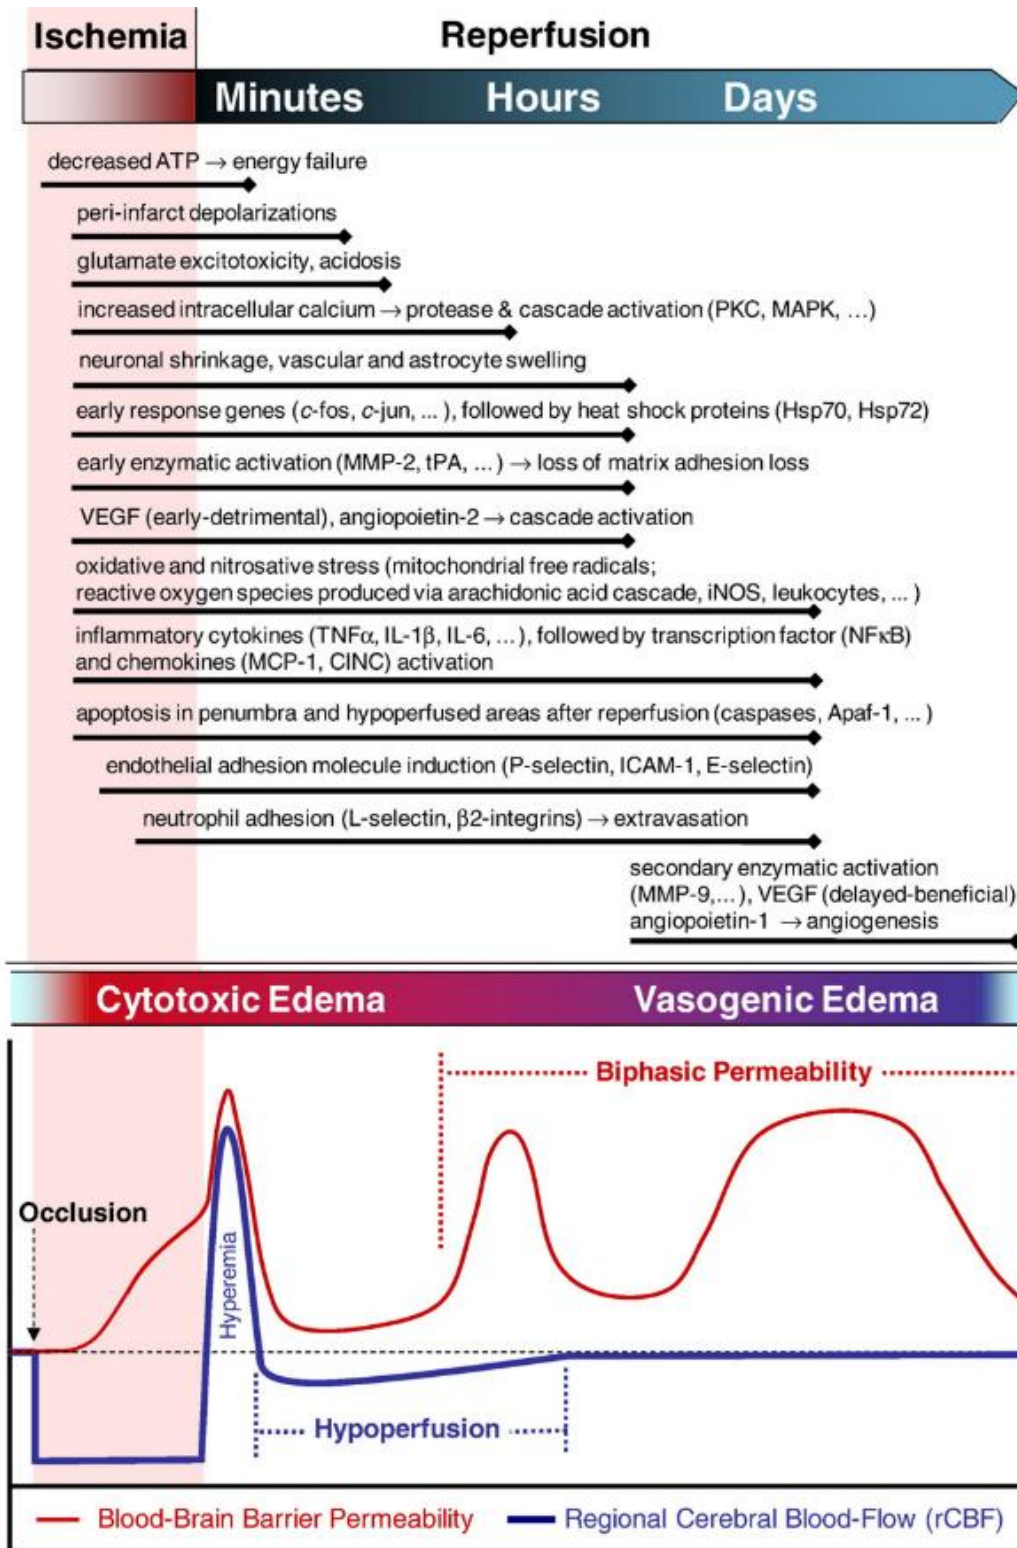 Ischemia
Reperfusion
Minutes
Hours
Days
decreased ATP → energy failure
peri-infarct depolarizations
glutamate excitotoxicity, acidosis
increased intracellular calcium → protease & cascade activation (PKC, MAPK, …)
neuronal shrinkage, vascular and astrocyte swelling
early response genes (c-fos, c-jun, ... ), followed by heat shock proteins (Hsp70, Hsp72)
early enzymatic activation (MMP-2, tPA, ... ) → loss of matrix adhesion loss
VEGF (early-detrimental), angiopoietin-2 → cascade activation
oxidative and nitrosative stress (mitochondrial free radicals;
reactive oxygen species produced via arachidonic acid cascade, iNOS, leukocytes, ... )
inflammatory cytokines (TNFα, IL-1β, IL-6, …), followed by transcription factor (NFκB)
and chemokines (MCP-1, CINC) activation
apoptosis in penumbra and hypoperfused areas after reperfusion (caspases, Apaf-1, ... )
endothelial adhesion molecule induction (P-selectin, ICAM-1, E-selectin)
neutrophil adhesion (L-selectin, β2-integrins) → extravasation
secondary enzymatic activation
(MMP-9,...), VEGF (delayed-beneficial)
angiopoietin-1 → angiogenesis
Cytotoxic Edema
Vasogenic Edema
Biphasic Permeability
Occlusion
Hyperemia
Hypoperfusion
Blood-Brain Barrier Permeability
Regional Cerebral Blood-Flow (rCBF)